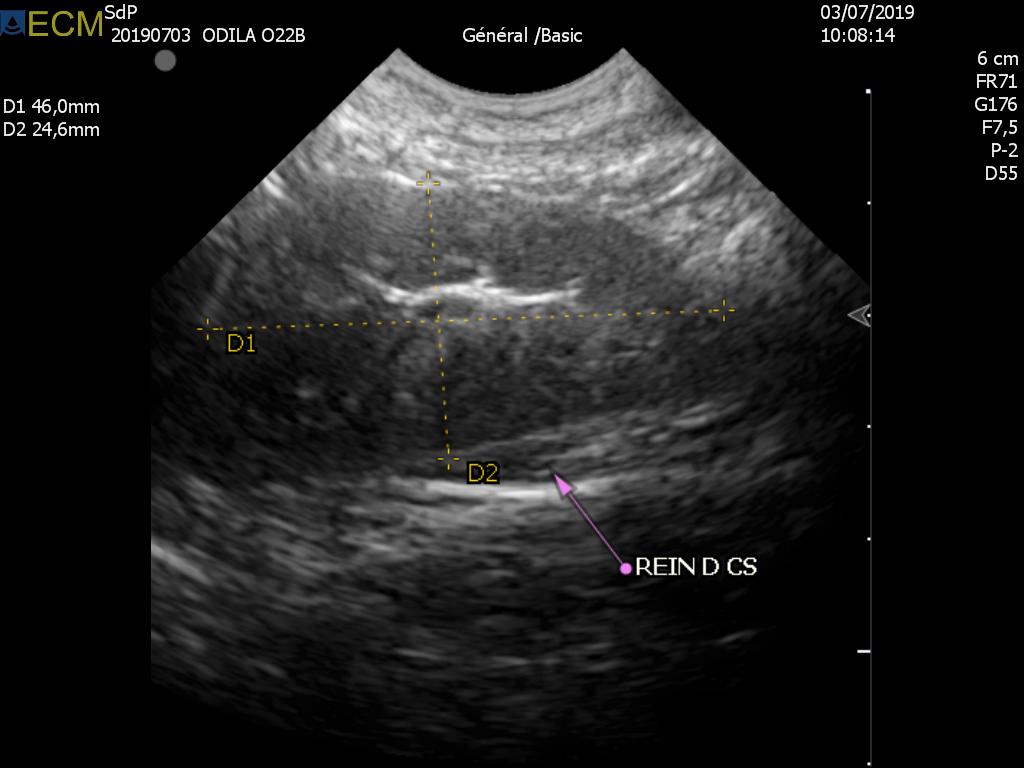 ECM SdP
20190703 ODILA O22B
Général /Basic
03/07/2019
10:08:14
6 cm
FR71
G176
F7,5
P-2
D55
D1 46,0mm
D2 24,6mm
D1
D2
REIN D CS